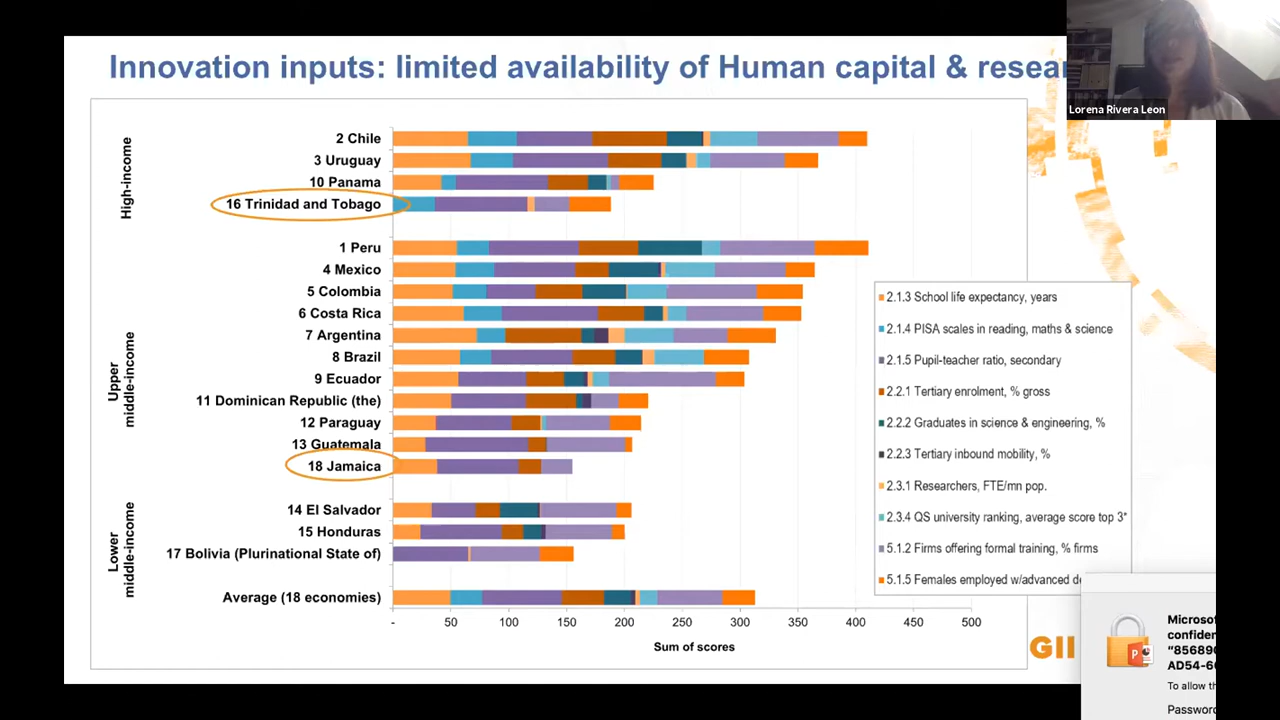 Innovation inputs: limited availability of Human capital &
Lorena Rivera Leon
High-income
2 Chile
3 Uruguay
10 Panama
16 Trinidad and Tobago
Upper
middle-income
1 Peru
4 Mexico
5 Colombia
6 Costa Rica
7 Argentina
8 Brazil
9 Ecuador
11 Dominican Republic (the)
12 Paraguay
13 Guatemala
18 Jamaica
Lower
middle-income
14 El Salvador
15 Honduras
17 Bolivia (Plurinational State of)
Average (18 economies)
- 50 100 150 200 250 300 350 400 450 500
Sum of scores
2.1.3 School life expectancy, years
2.1.4 PISA scales in reading, maths & science
2.1.5 Pupil-teacher ratio, secondary
2.2.1 Tertiary enrolment, % gross
2.2.2 Graduates in science & engineering, %
2.2.3 Tertiary inbound mobility, %
2.3.1 Researchers, FTE/mn pop.
2.3.4 QS university ranking, average score top 3*
5.1.2 Firms offering formal training, % firms
5.1.5 Females employed w/advanced
GII
P
"85689
AD54-6
To allow
Password